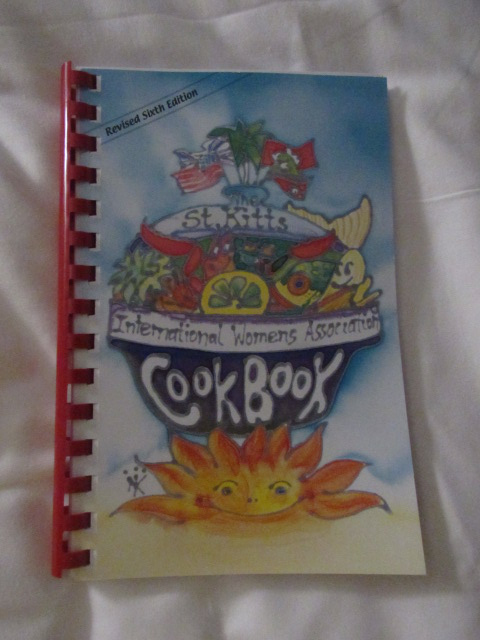 Revised Sixth Edition
The
St. Kitts
International Womens Association
CookBook